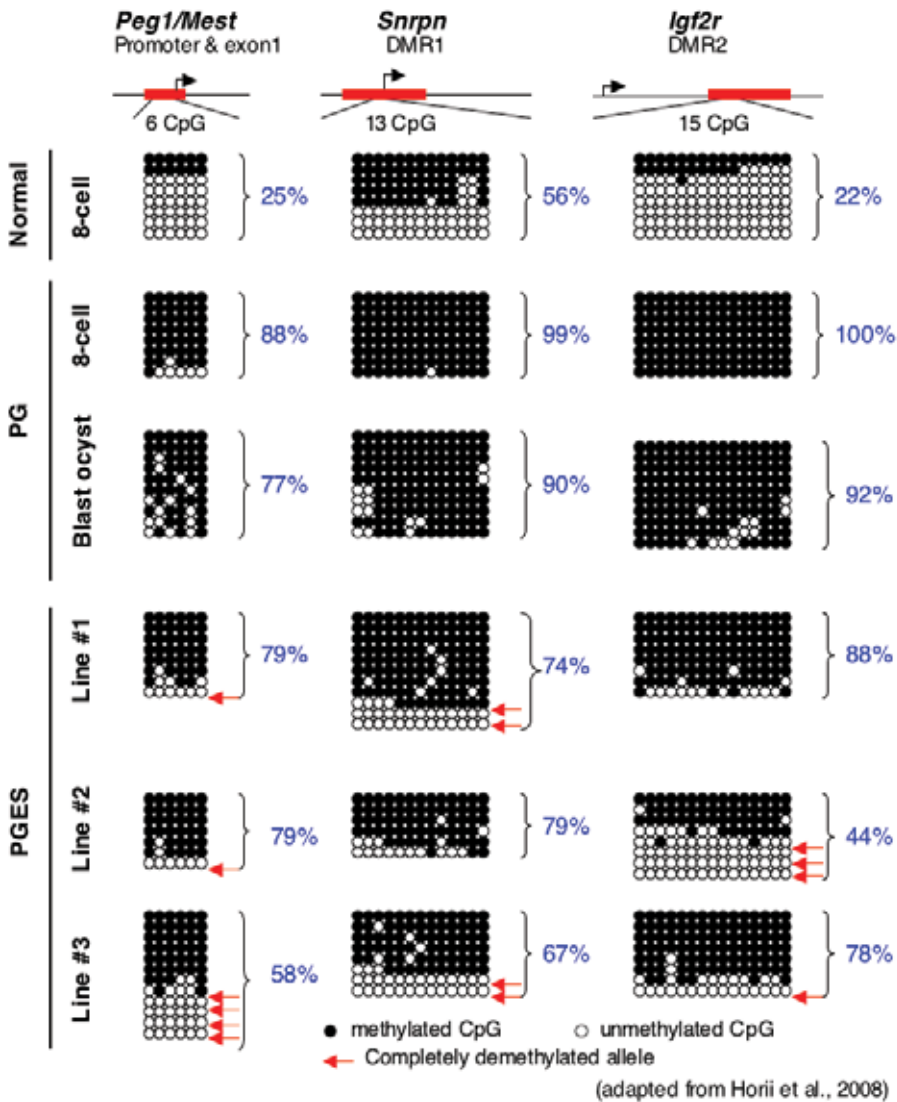 Peg1/Mest Snrpn Igf2r
Promoter & exon1 DMR1 DMR2
6 CpG 13 CpG 15 CpG
Normal
8-cell
25% 56% 22%
PG
8-cell
88% 99% 100%
Blast ocyst
77% 90% 92%
PGES
Line #1
79% 74% 88%
Line #2
79% 79% 44%
Line #3
58% 67% 78%
methylated CpG unmethylated CpG
Completely demethylated allele
(adapted from Horii et al., 2008)